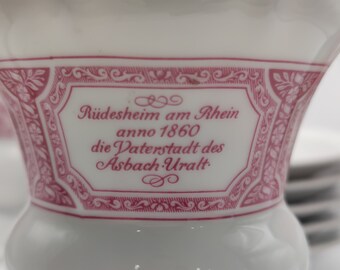 Rüdesheim am Rhein
anno 1860
die Vaterstadt des
Asbach·Uralt·